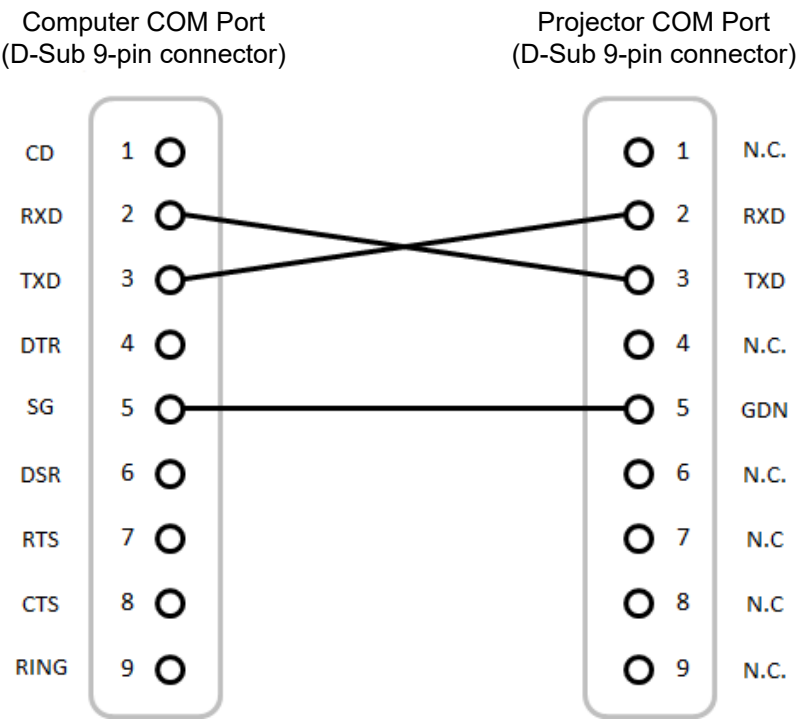 Computer COM Port
(D-Sub 9-pin connector)
Projector COM Port
(D-Sub 9-pin connector)
CD 1 1 N.C.
RXD 2 2 RXD
TXD 3 3 TXD
DTR 4 4 N.C.
SG 5 5 GDN
DSR 6 6 N.C.
RTS 7 7 N.C
CTS 8 8 N.C
RING 9 9 N.C.